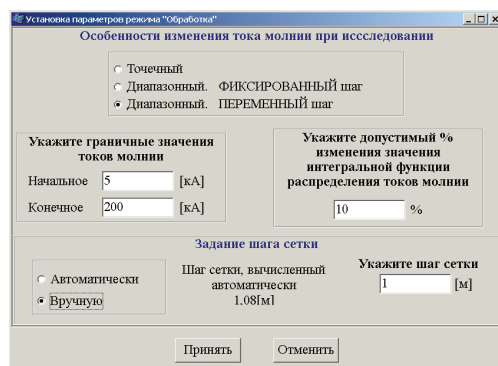 Установка параметров режима "Обработка"
Особенности изменения тока молнии при иссследовании
Точечный
Диапазонный. ФИКСИРОВАННЫЙ шаг
Диапазонный. ПЕРЕМЕННЫЙ шаг
Укажите граничные значения
токов молнии
Начальное 5 [кА]
Конечное 200 [кА]
Укажите допустимый %
изменения значения
интегральной функции
распределения токов молнии
10 %
Задание шага сетки
Автоматически
Вручную
Шаг сетки, вычисленный
автоматически
1,08[м]
Укажите шаг сетки
1 [м]
Принять
Отменить